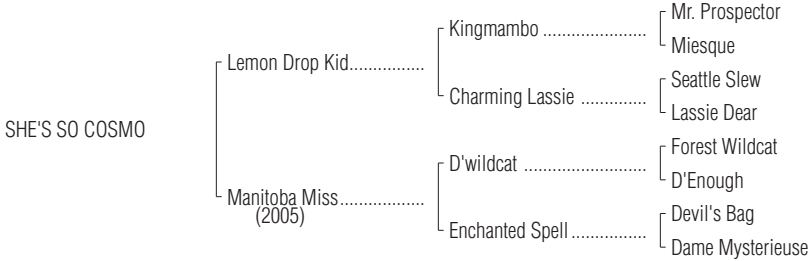 Mr. Prospector
Kingmambo ......................
Miesque
Lemon Drop Kid................
Seattle Slew
Charming Lassie ..............
Lassie Dear
SHE'S SO COSMO
Forest Wildcat
D'wildcat ..........................
D'Enough
Manitoba Miss..................
(2005)
Devil's Bag
Enchanted Spell................
Dame Mysterieuse